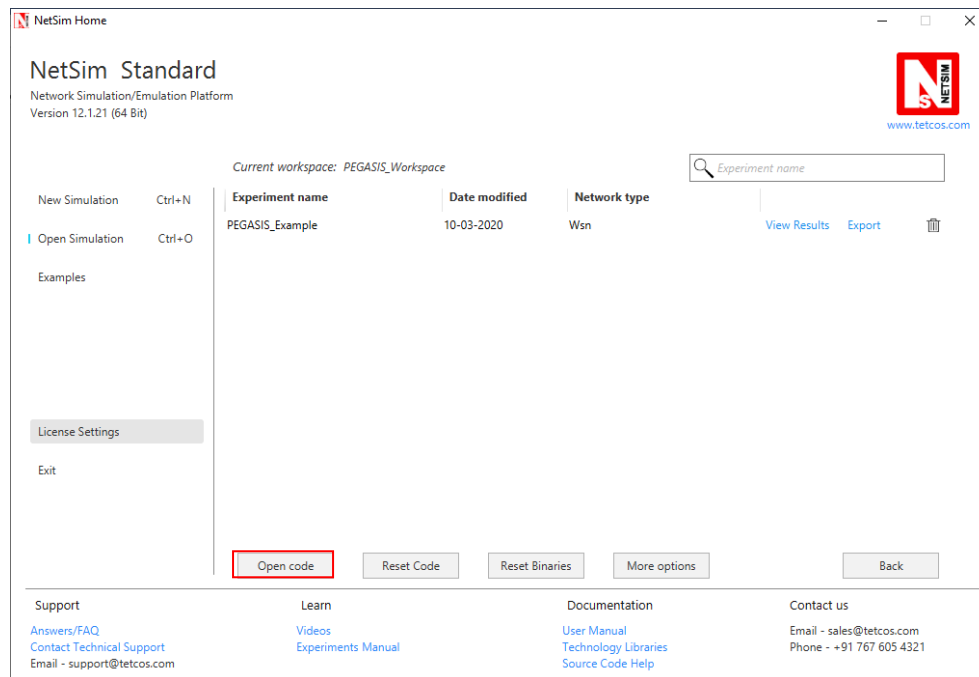 NetSim Home
NetSim Standard
Network Simulation/Emulation Platform
Version 12.1.21 (64 Bit)
NS NETSIM
www.tetcos.com
Current workspace: PEGASIS_Workspace
Experiment name
New Simulation Ctrl+N
Open Simulation Ctrl+O
Examples
License Settings
Exit
Experiment name Date modified Network type
PEGASIS_Example 10-03-2020 Wsn View Results Export
Open code Reset Code Reset Binaries More options Back
Support
Answers/FAQ
Contact Technical Support
Email - support@tetcos.com
Learn
Videos
Experiments Manual
Documentation
User Manual
Technology Libraries
Source Code Help
Contact us
Email - sales@tetcos.com
Phone - +91 767 605 4321